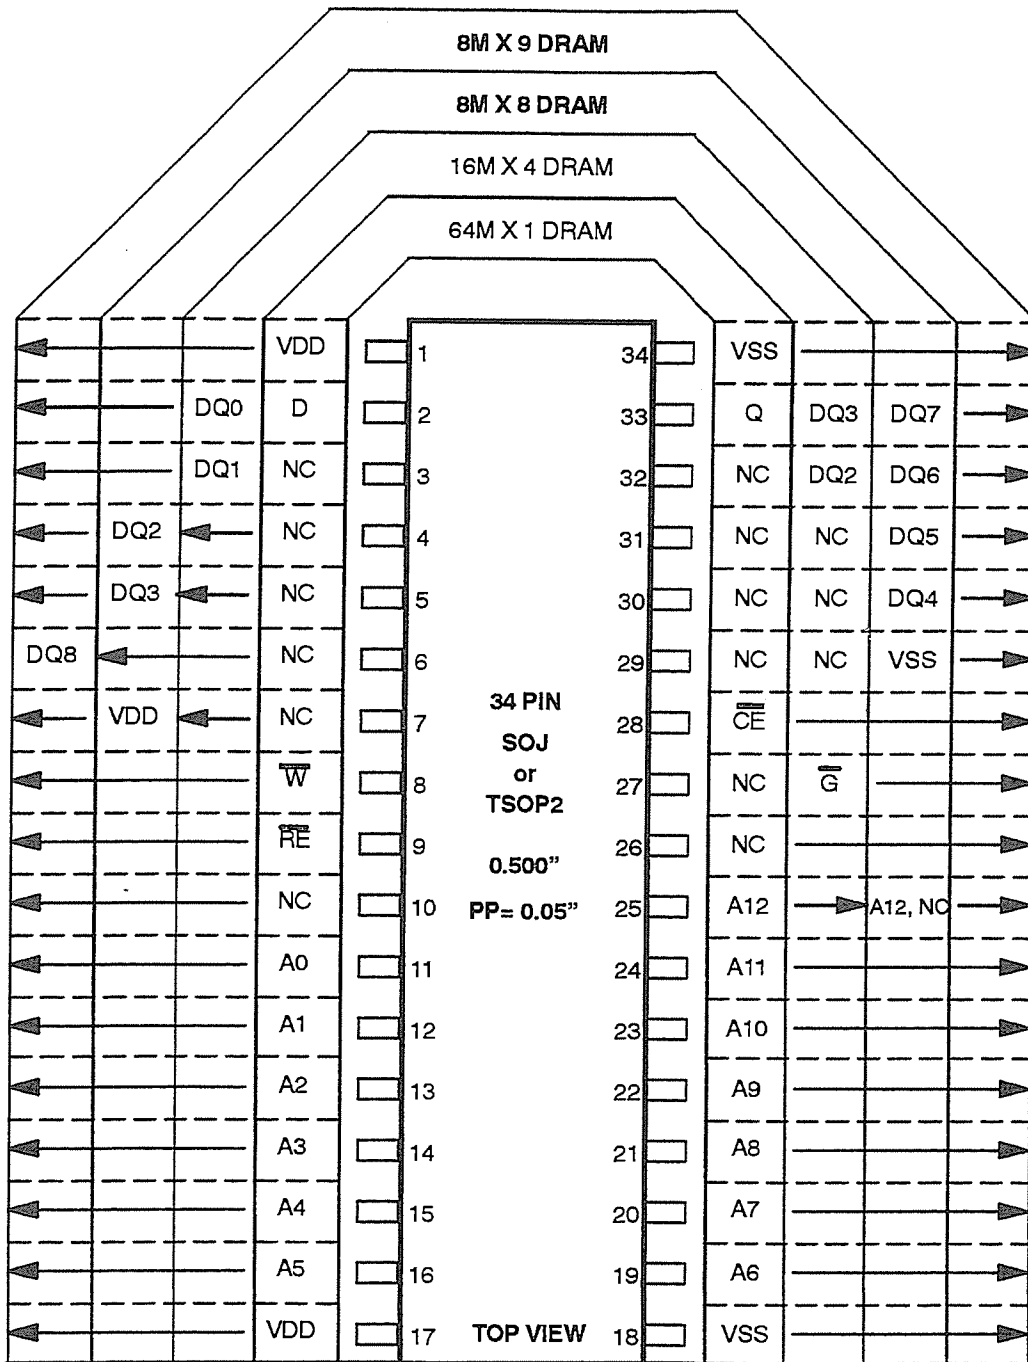 8M X 9 DRAM
8M X 8 DRAM
16M X 4 DRAM
64M X 1 DRAM
VDD 1 34 VSS
DQ0 D 2 33 Q DQ3 DQ7
DQ1 NC 3 32 NC DQ2 DQ6
DQ2 NC 4 31 NC NC DQ5
DQ3 NC 5 30 NC NC DQ4
DQ8 NC 6 29 NC NC VSS
VDD NC 7 28 C̅E̅
W̅ 8 27 NC G̅
R̅E̅ 9 26 NC
NC 10 25 A12 A12, NC
A0 11 24 A11
A1 12 23 A10
A2 13 22 A9
A3 14 21 A8
A4 15 20 A7
A5 16 19 A6
VDD 17 18 VSS
34 PIN
SOJ
or
TSOP2
0.500”
PP= 0.05”
TOP VIEW